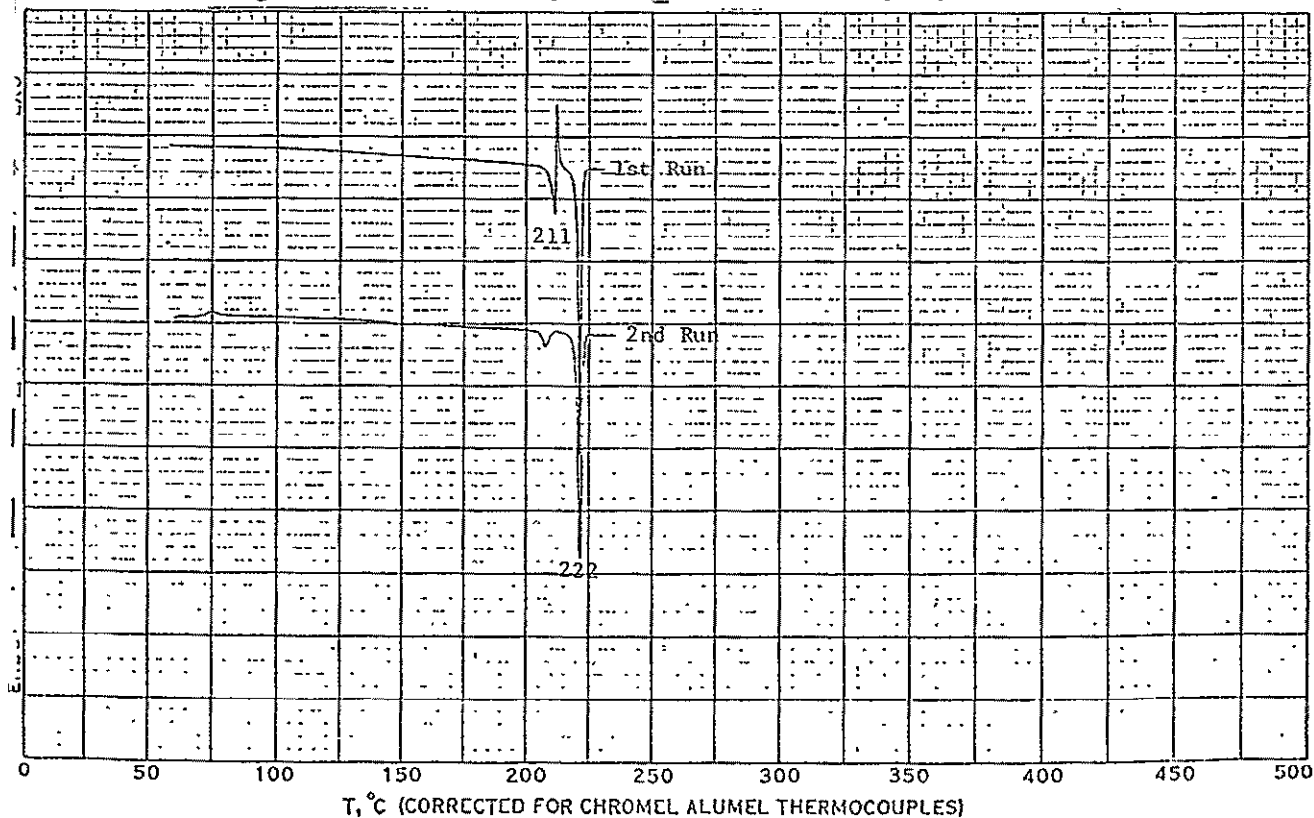 1st Run
211
2nd Run
222
0 50 100 150 200 250 300 350 400 450 500
T, °C (CORRECTED FOR CHROMEL ALUMEL THERMOCOUPLES)